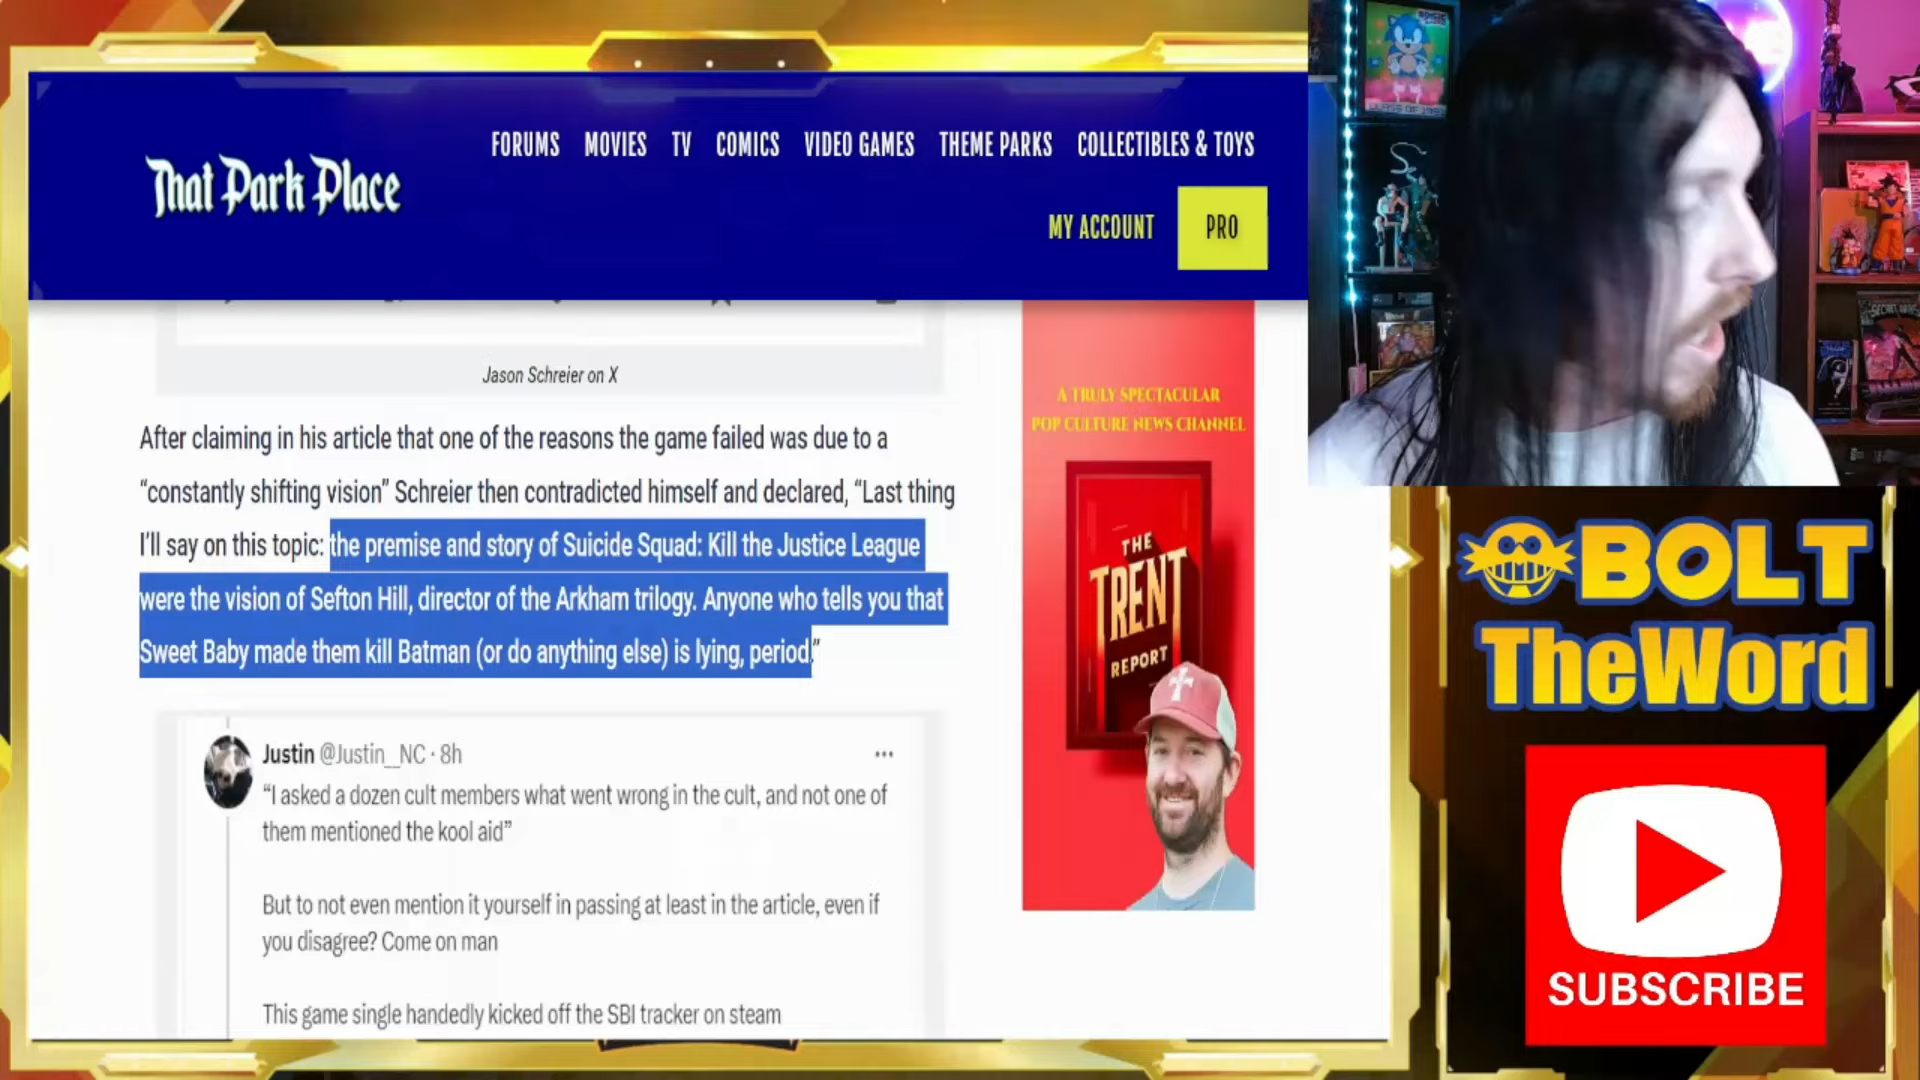 FORUMS MOVIES TV COMICS VIDEO GAMES THEME PARKS COLLECTIBLES & TOYS
That Park Place
MY ACCOUNT PRO
Jason Schreier on X
After claiming in his article that one of the reasons the game failed was due to a
“constantly shifting vision” Schreier then contradicted himself and declared, “Last thing
I’ll say on this topic: the premise and story of Suicide Squad: Kill the Justice League
were the vision of Sefton Hill, director of the Arkham trilogy. Anyone who tells you that
Sweet Baby made them kill Batman (or do anything else) is lying, period.”
Justin @Justin__NC · 8h
“I asked a dozen cult members what went wrong in the cult, and not one of
them mentioned the kool aid”
But to not even mention it yourself in passing at least in the article, even if
you disagree? Come on man
This game single handedly kicked off the SBI tracker on steam
A TRULY SPECTACULAR
POP CULTURE NEWS CHANNEL
THE
TRENT
REPORT
BOLT
TheWord
SUBSCRIBE